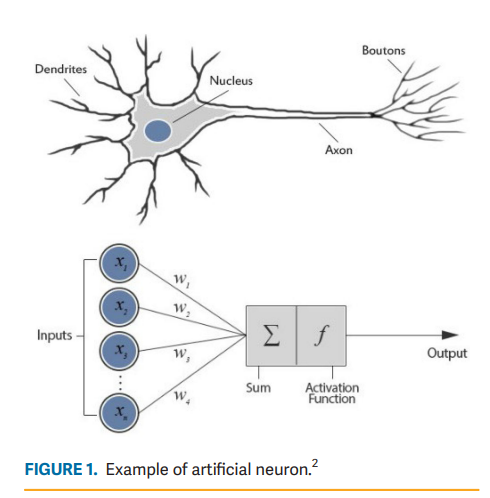 Boutons
Dendrites
Nucleus
Axon
x₁
w₁
x₂
w₂
Σ f
Inputs
x₃
w₃
Output
Sum Activation
Function
w₄
xₙ
FIGURE 1. Example of artificial neuron.²